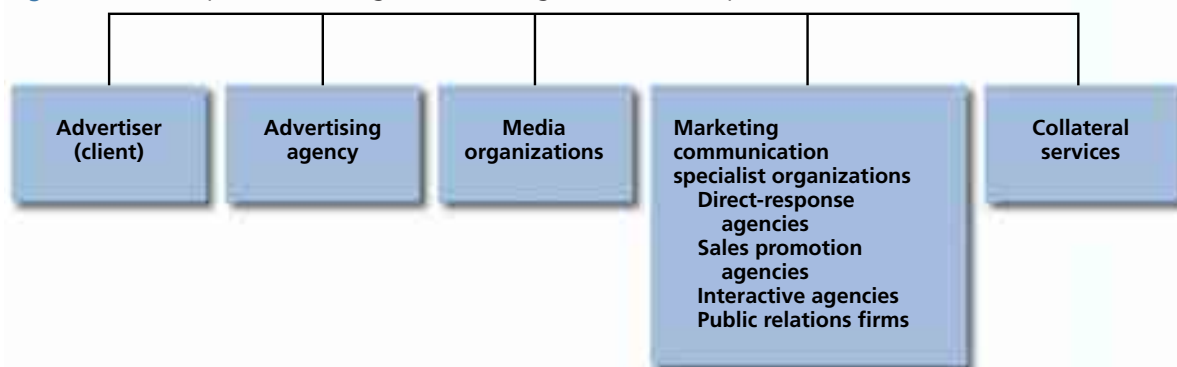 Advertiser
(client)
Advertising
agency
Media
organizations
Marketing
communication
specialist organizations
Direct-response
agencies
Sales promotion
agencies
Interactive agencies
Public relations firms
Collateral
services